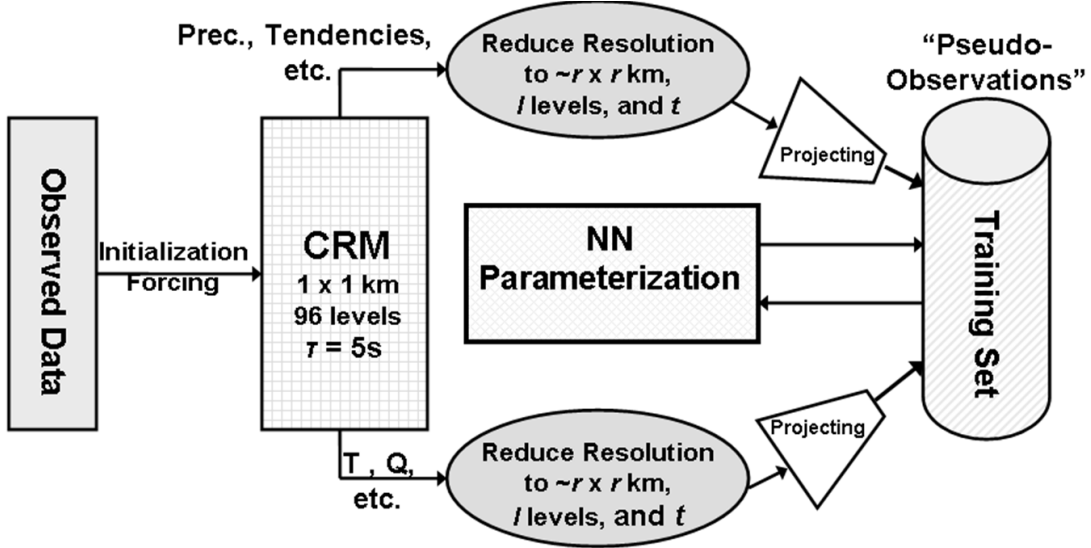 Prec., Tendencies,
etc.
Reduce Resolution
to ~r x r km,
l levels, and t
"Pseudo-
Observations"
Projecting
Observed Data
Initialization
Forcing
CRM
1 x 1 km
96 levels
τ = 5s
NN
Parameterization
Training Set
T , Q,
etc.
Reduce Resolution
to ~r x r km,
l levels, and t
Projecting